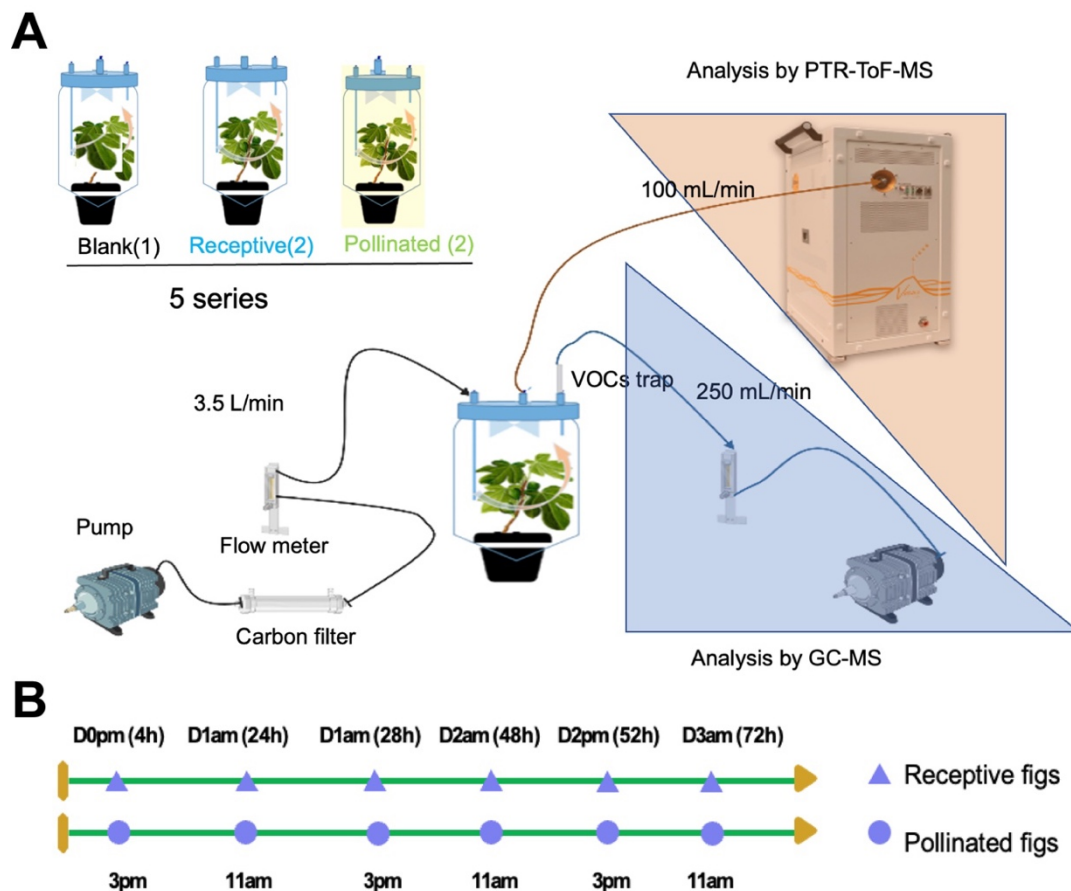 A
Analysis by PTR-ToF-MS
100 mL/min
Blank(1)
Receptive(2)
Pollinated (2)
5 series
VOCs trap
250 mL/min
3.5 L/min
Pump
Flow meter
Carbon filter
Analysis by GC-MS
B
D0pm (4h) D1am (24h) D1am (28h) D2am (48h) D2pm (52h) D3am (72h)
Receptive figs
Pollinated figs
3pm 11am 3pm 11am 3pm 11am